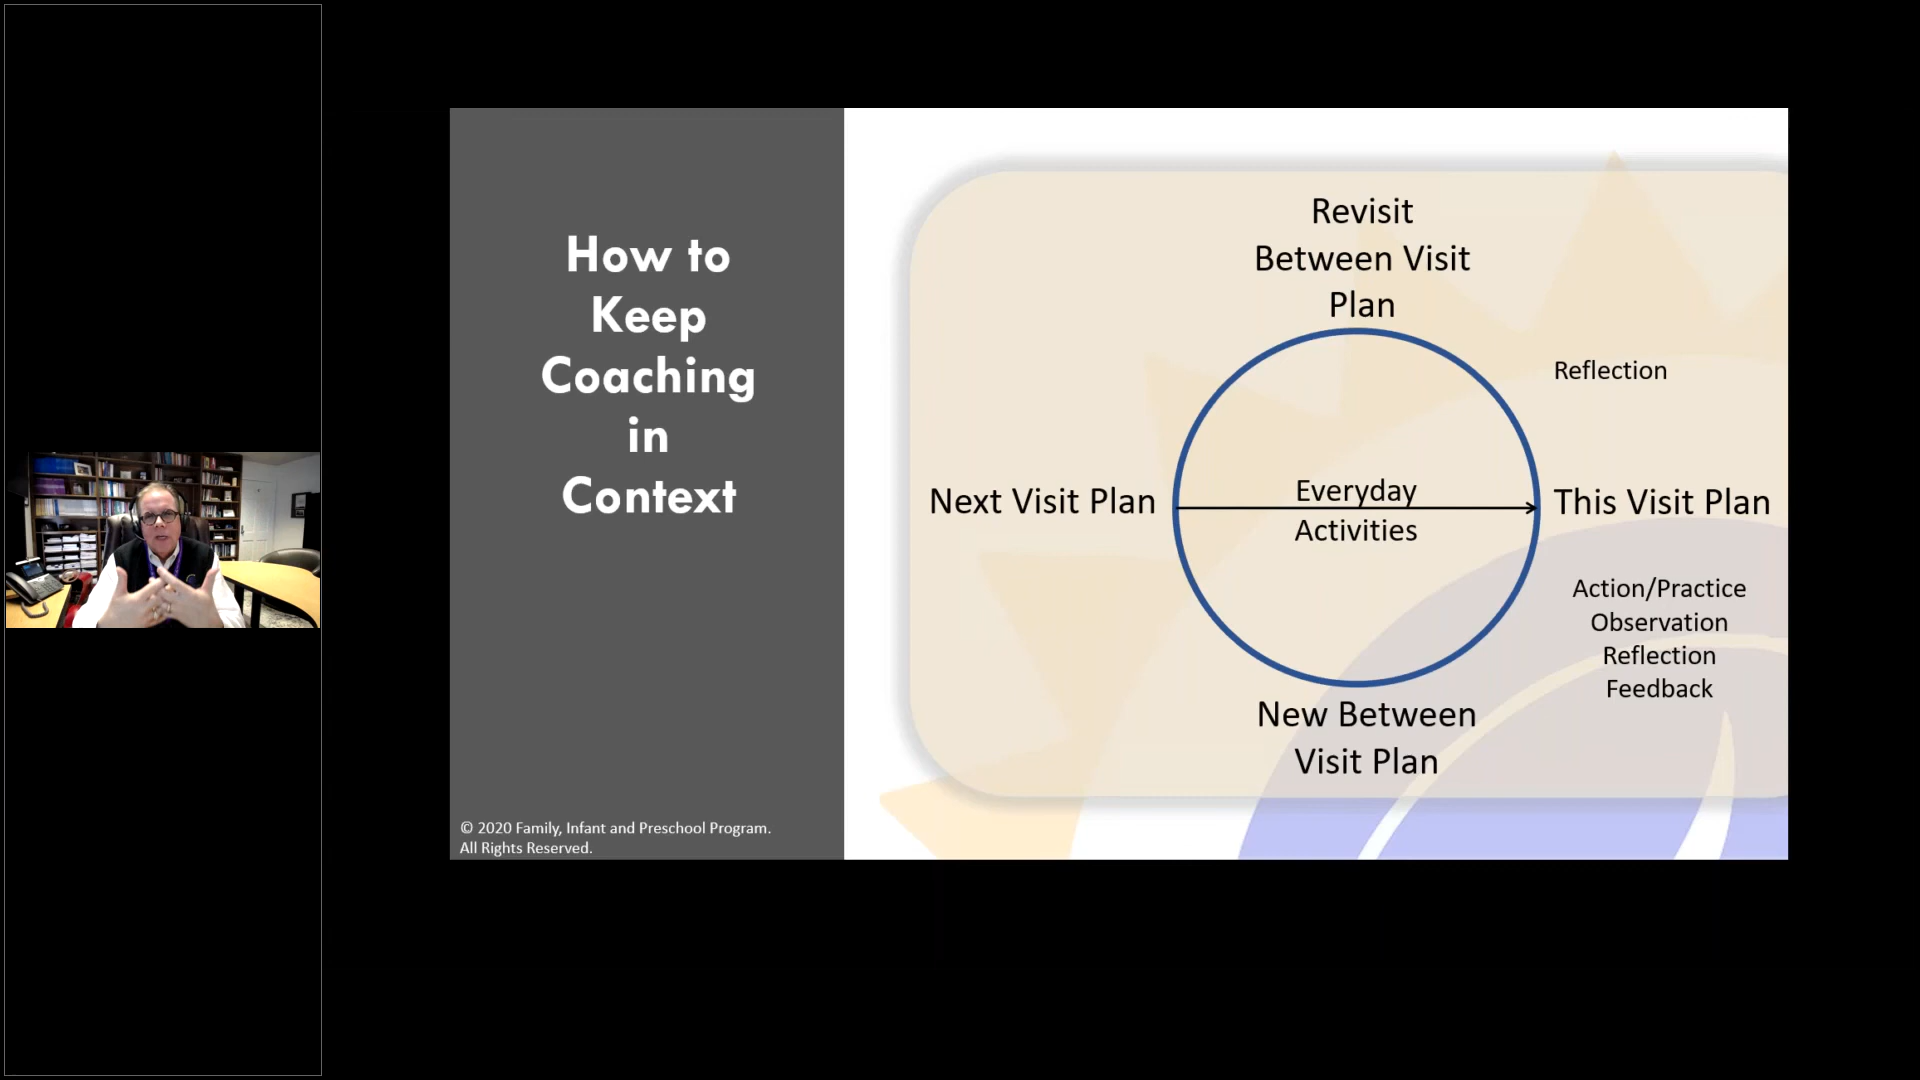 How to
Keep
Coaching
in
Context
© 2020 Family, Infant and Preschool Program.
All Rights Reserved.
Revisit
Between Visit
Plan
Reflection
Next Visit Plan
Everyday
Activities
This Visit Plan
Action/Practice
Observation
Reflection
Feedback
New Between
Visit Plan